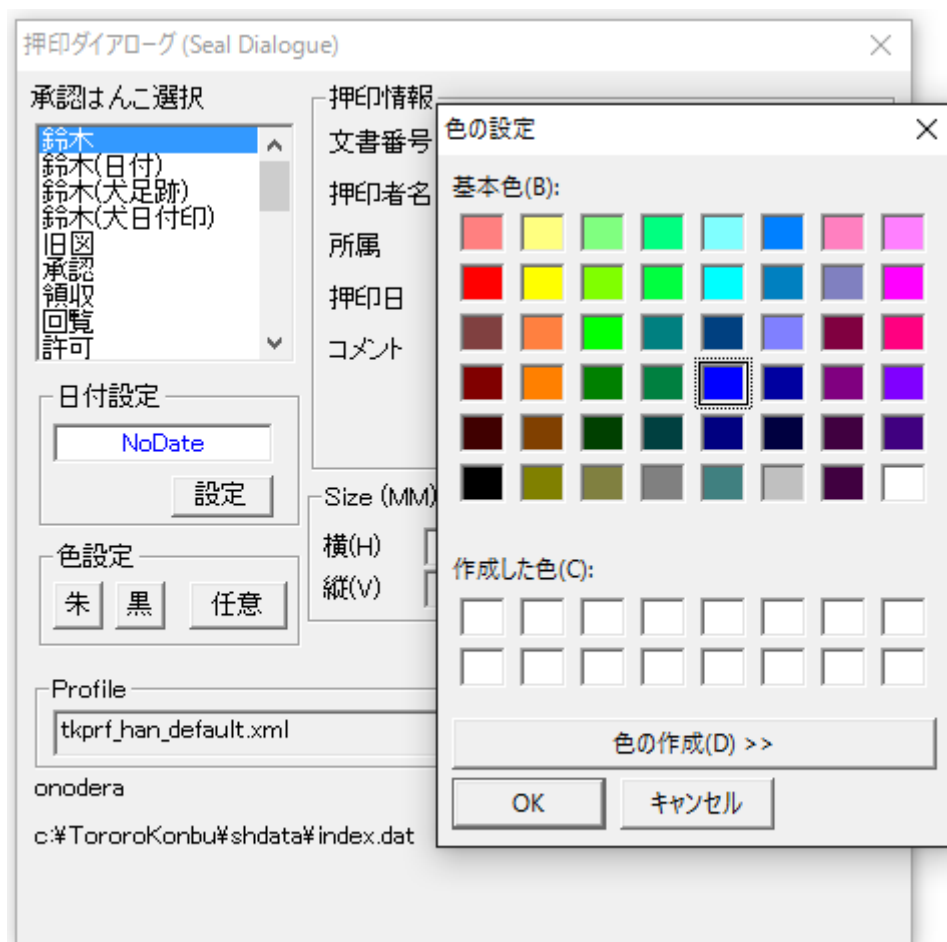 押印ダイアローグ (Seal Dialogue)
承認はんこ選択
鈴木
鈴木(日付)
鈴木(犬足跡)
鈴木(犬日付印)
旧図
承認
領収
回覧
許可
日付設定
NoDate
設定
色設定
朱
黒
任意
押印情報
文書番号
押印者名
所属
押印日
コメント
Size (MM)
横(H)
縦(V)
Profile
tkprf_han_default.xml
onodera
c:¥TororoKonbu¥shdata¥index.dat
色の設定
基本色(B):
作成した色(C):
色の作成(D) >>
OK
キャンセル